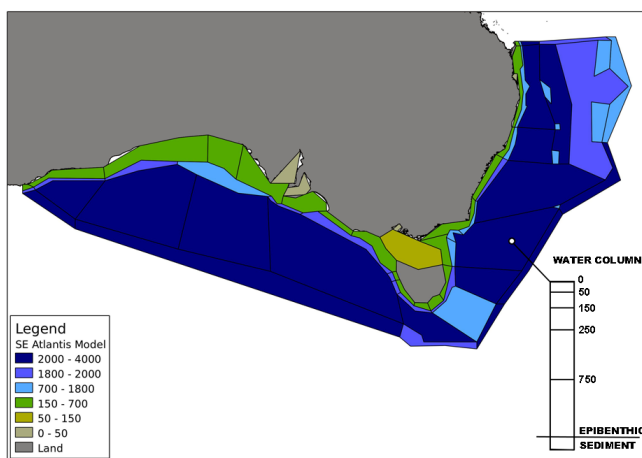 WATER COLUMN
0
50
150
250
750
EPIBENTHIC
SEDIMENT
Legend
SE Atlantis Model
2000 - 4000
1800 - 2000
700 - 1800
150 - 700
50 - 150
0 - 50
Land